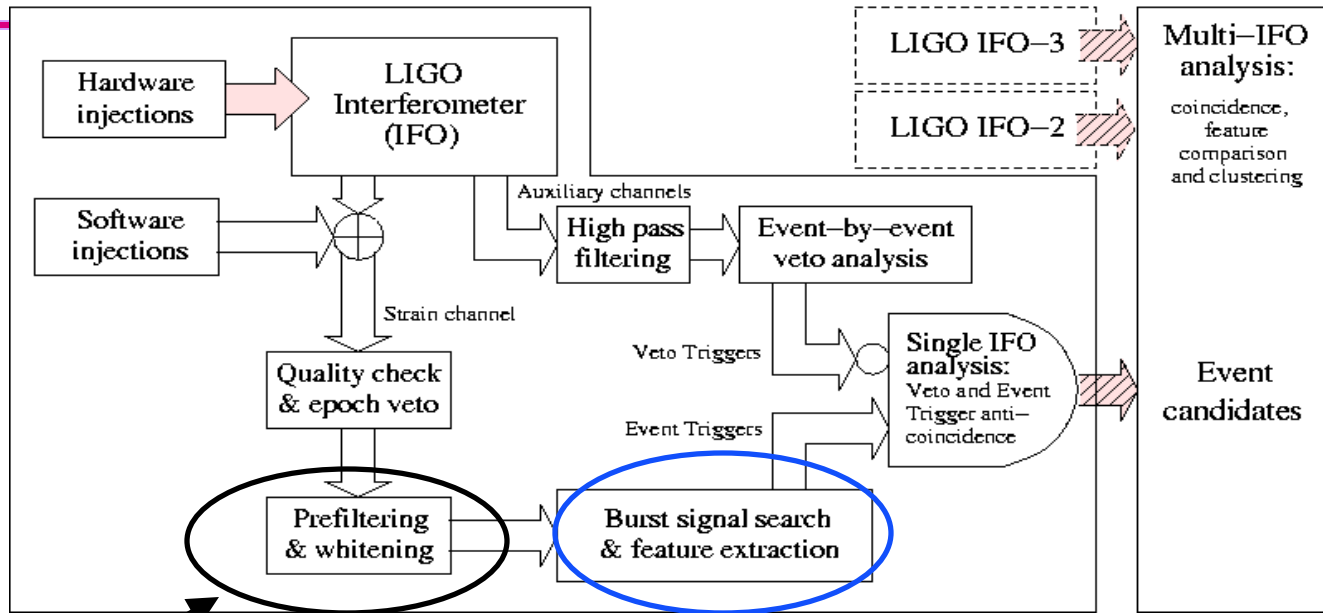 Hardware
injections
LIGO
Interferometer
(IFO)
LIGO IFO–3
LIGO IFO–2
Multi–IFO
analysis:
coincidence,
feature
comparison
and clustering
Software
injections
Auxiliary channels
High pass
filtering
Event–by–event
veto analysis
Strain channel
Quality check
& epoch veto
Veto Triggers
Single IFO
analysis:
Veto and Event
Trigger anti–
coincidence
Event
candidates
Event Triggers
Prefiltering
& whitening
Burst signal search
& feature extraction